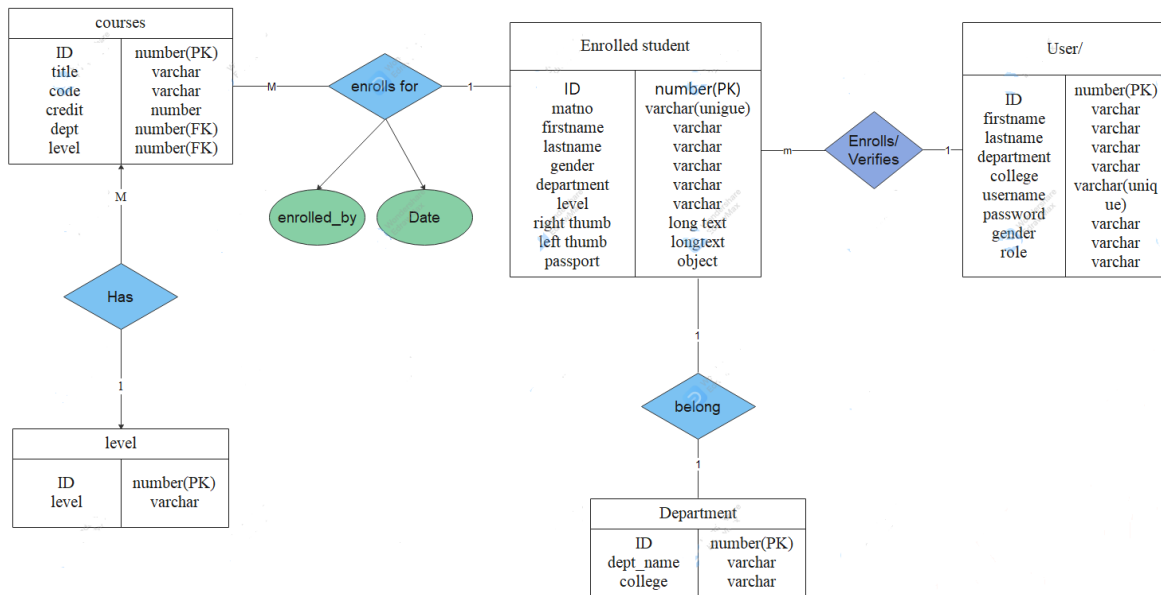 courses
ID number(PK)
title varchar
code varchar
credit number
dept number(FK)
level number(FK)
M
enrolls for
1
enrolled_by
Date
Enrolled student
ID number(PK)
matno varchar(unigue)
firstname varchar
lastname varchar
gender varchar
department varchar
level varchar
right thumb long text
left thumb longtext
passport object
m
Enrolls/
Verifies
1
User/
ID number(PK)
firstname varchar
lastname varchar
department varchar
college varchar
username varchar(uniq
ue)
password varchar
gender varchar
role varchar
M
Has
1
level
ID number(PK)
level varchar
1
belong
1
Department
ID number(PK)
dept_name varchar
college varchar